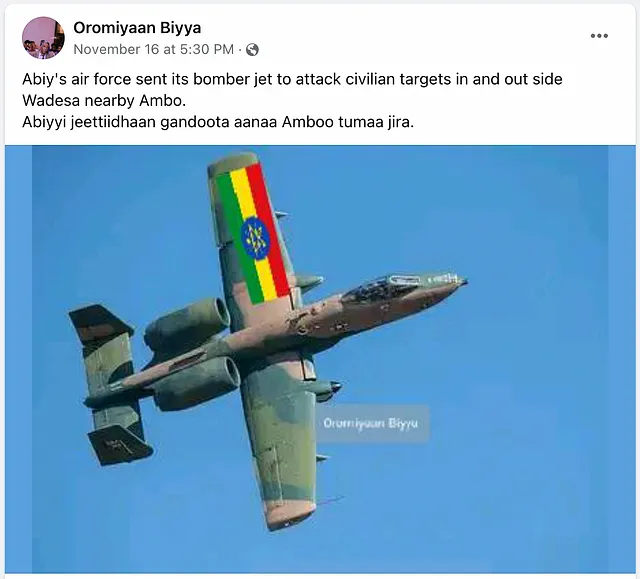 Oromiyaan Biyya
November 16 at 5:30 PM ·
Abiy's air force sent its bomber jet to attack civilian targets in and out side
Wadesa nearby Ambo.
Abiyyi jeettiidhaan gandoota aanaa Amboo tumaa jira.
Oromiyaan Biyya